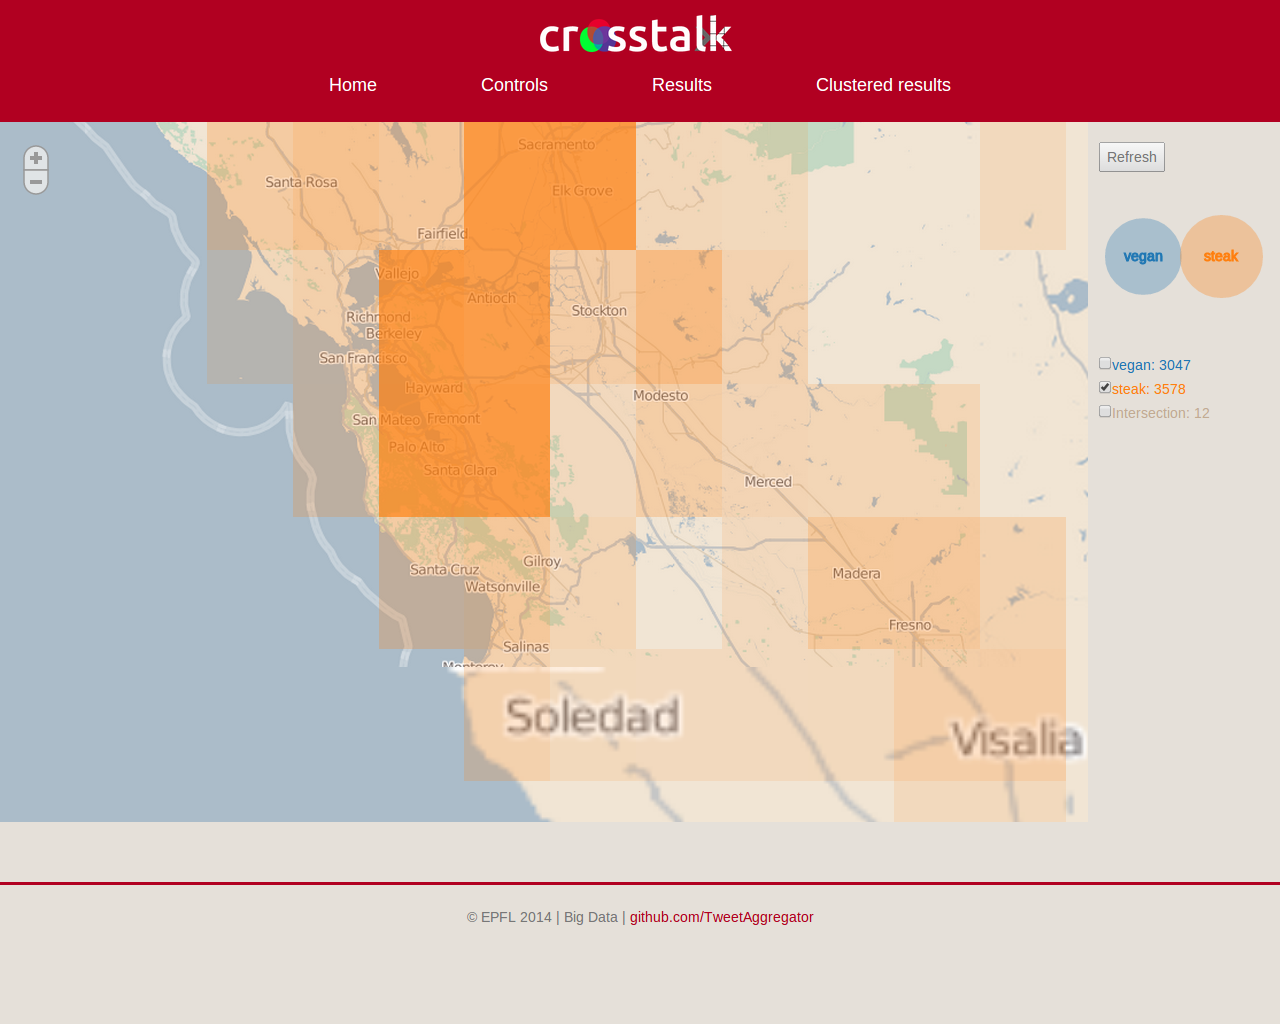 crosstalk
Home Controls Results Clustered results
Sacramento
Refresh
Santa Rosa
Elk Grove
Fairfield
vegan steak
Vallejo
Antioch
Stockton
Richmond
Berkeley
San Francisco
vegan: 3047
Hayward
steak: 3578
Modesto
Intersection: 12
San Mateo
Fremont
Palo Alto
Santa Clara
Merced
Gilroy
Santa Cruz
Madera
Watsonville
Fresno
Salinas
Monterey
Soledad
Visalia
© EPFL 2014 | Big Data | github.com/TweetAggregator